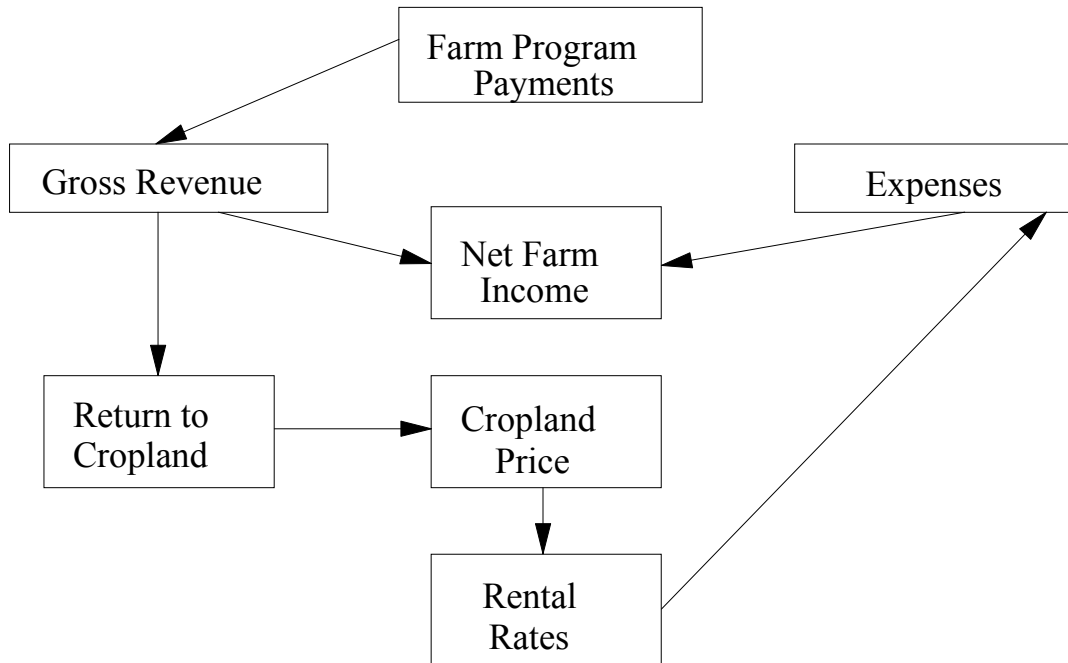 Farm Program
Payments
Gross Revenue
Expenses
Net Farm
Income
Return to
Cropland
Cropland
Price
Rental
Rates